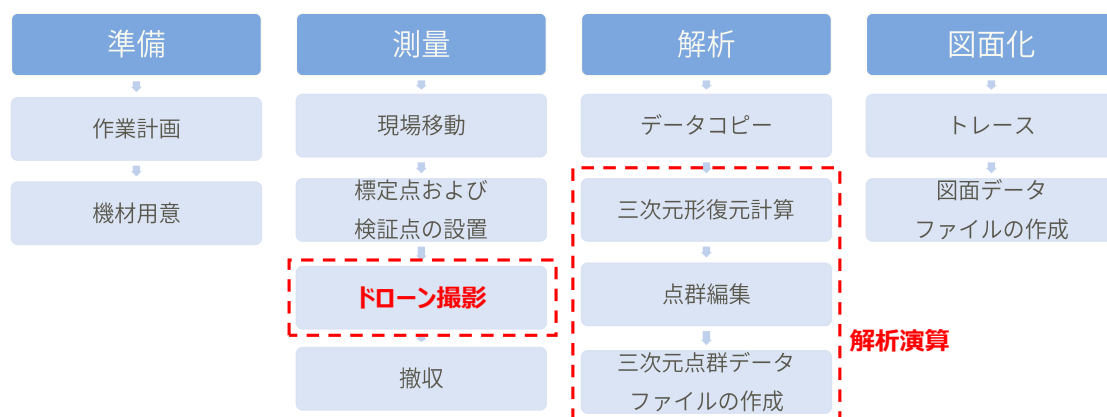 準備
作業計画
機材用意
測量
現場移動
標定点および
検証点の設置
ドローン撮影
撤収
解析
データコピー
三次元形復元計算
点群編集
三次元点群データ
ファイルの作成
解析演算
図面化
トレース
図面データ
ファイルの作成